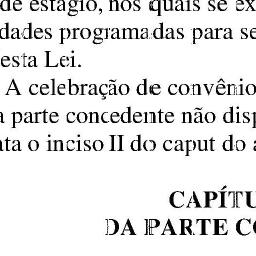 de estágio, nos quais se ex
dades programadas para se
esta Lei.
A celebração de convênio
a parte concedente não disp
ata o inciso II do caput do a
CAPÍTU
DA PARTE CO